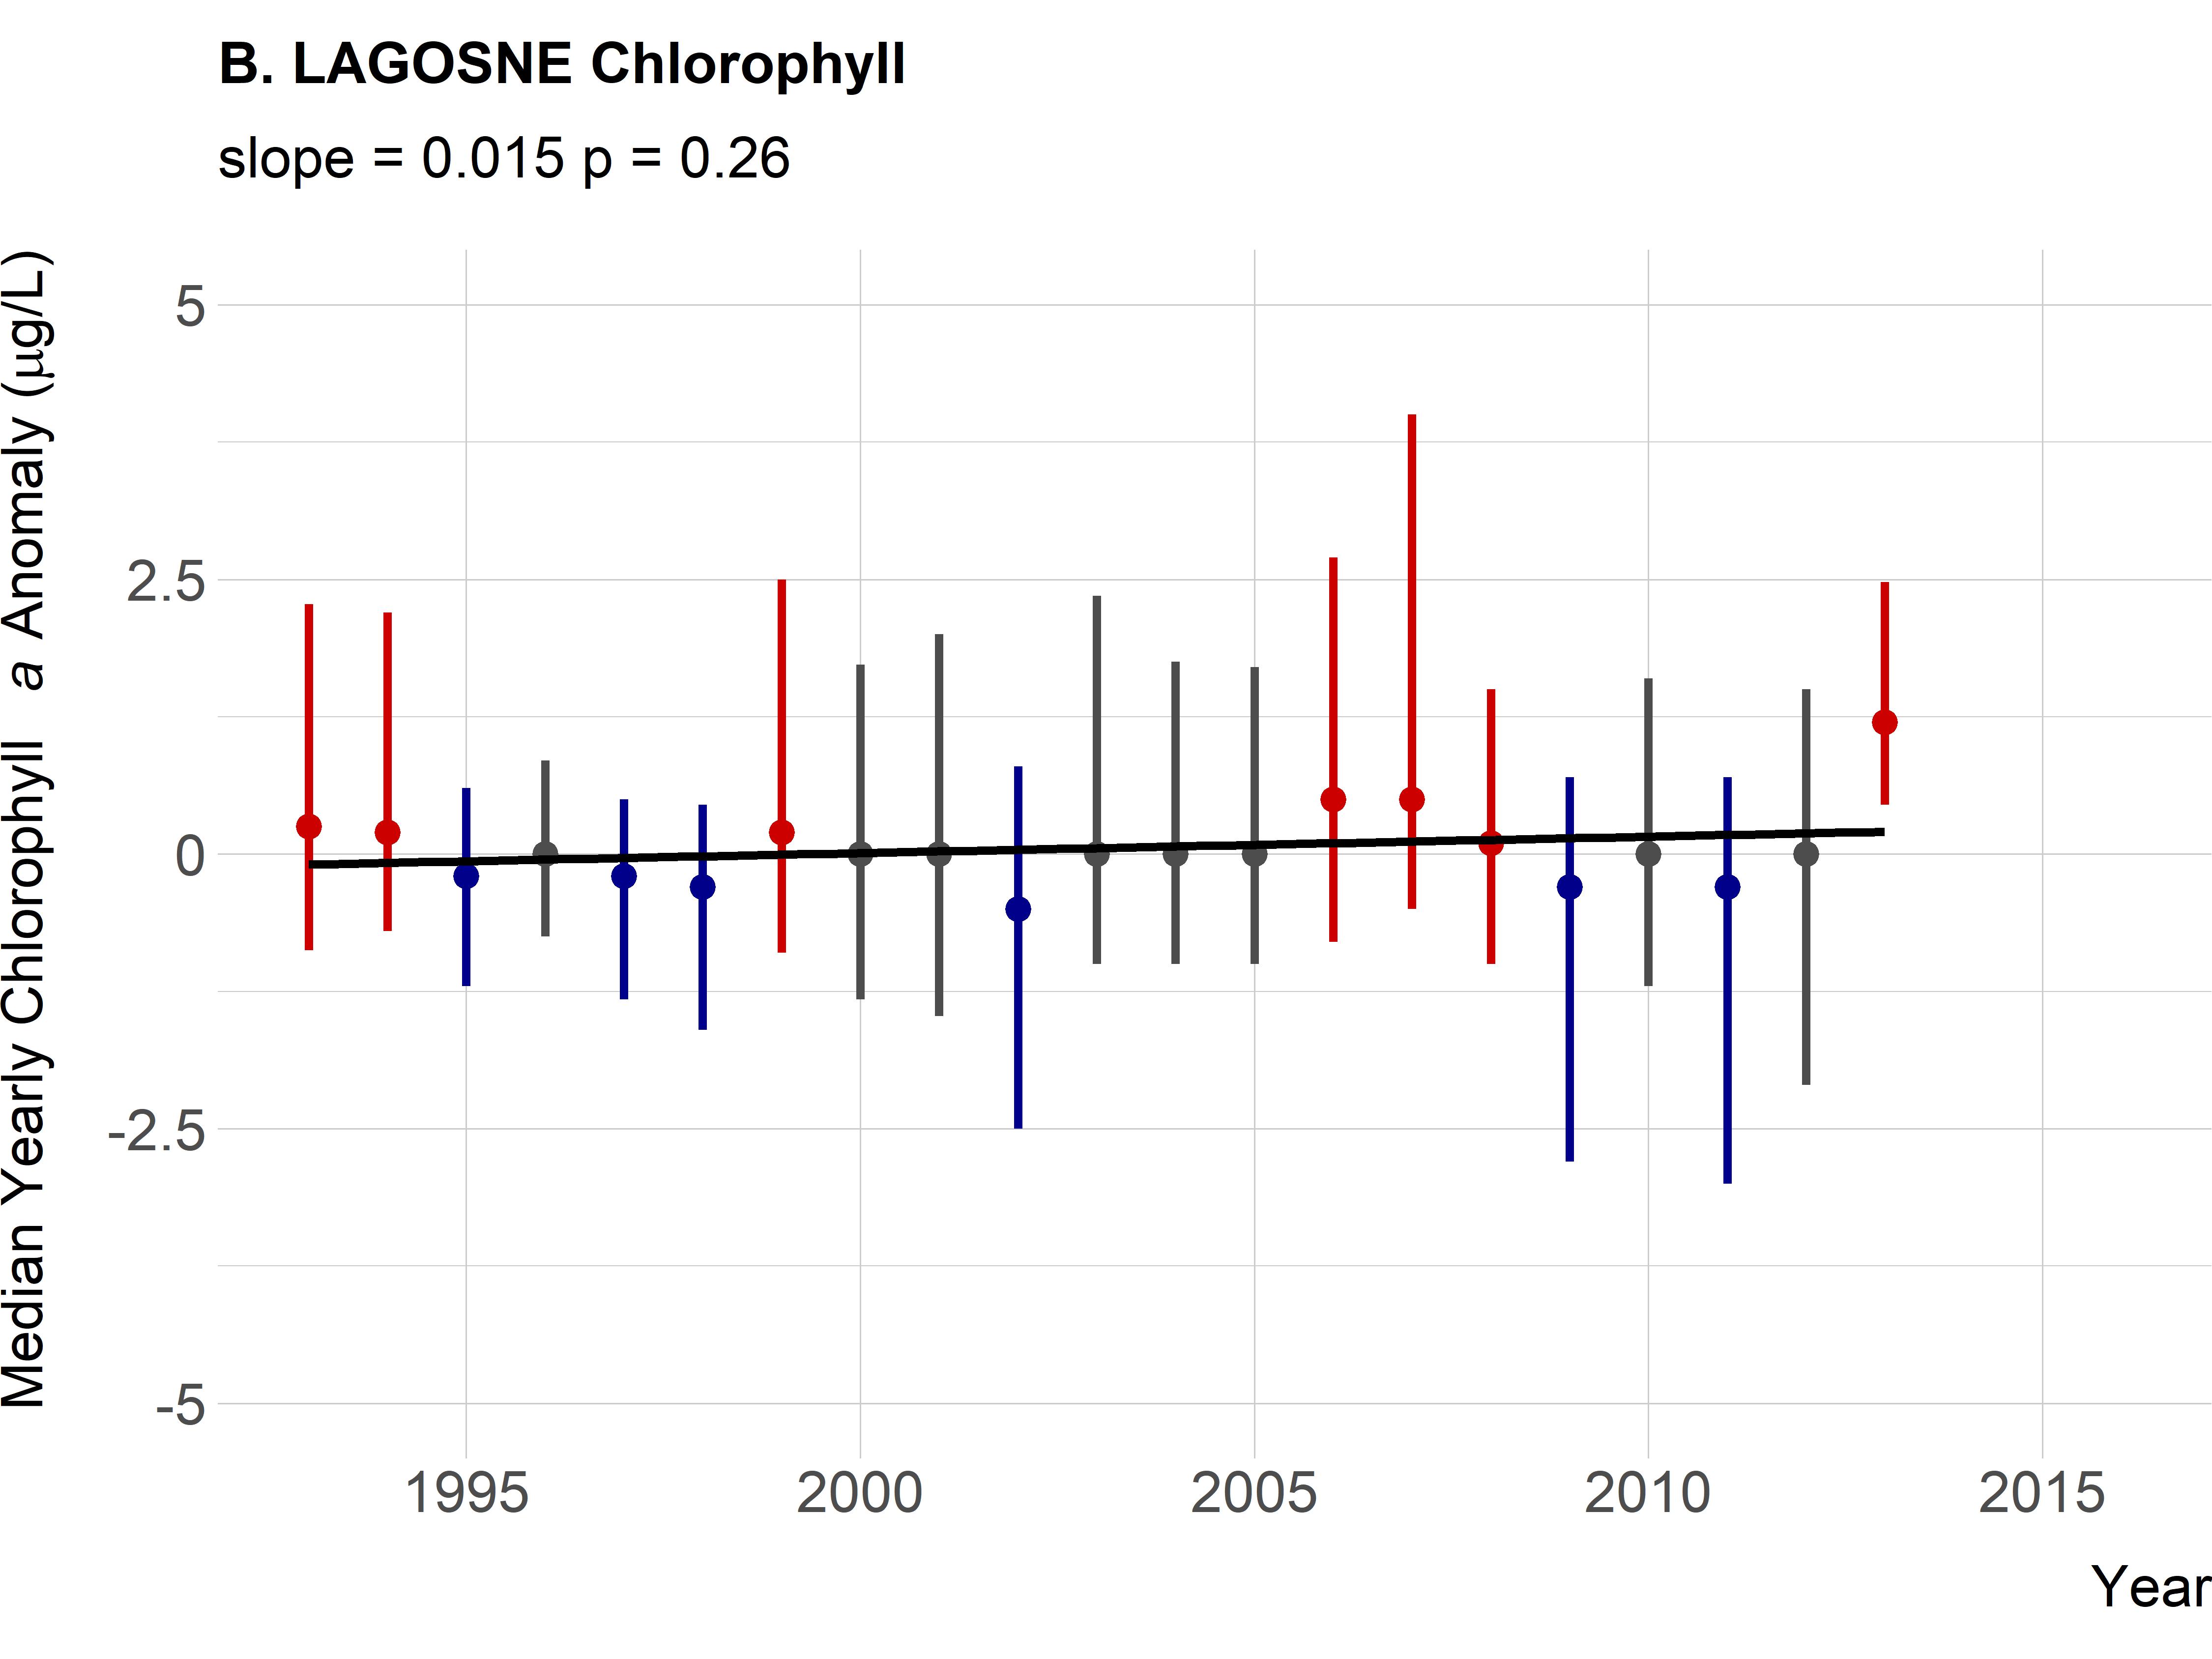 B. LAGOSNE Chlorophyll
slope = 0.015 p = 0.26
Median Yearly Chlorophyll a Anomaly (µg/L)
5
2.5
0
-2.5
-5
1995 2000 2005 2010 2015
Year